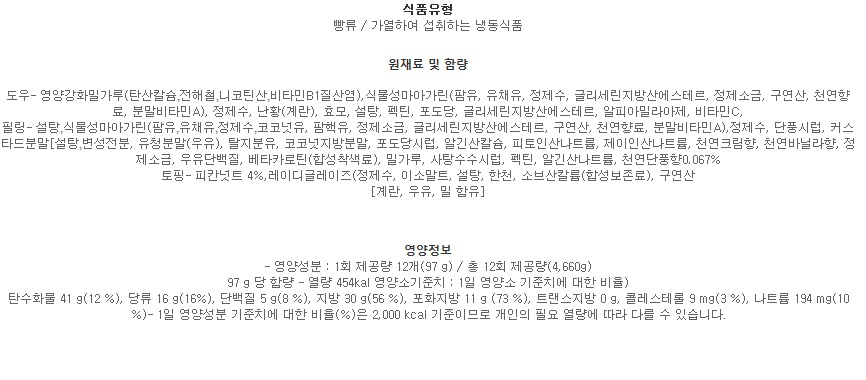 식품유형
빵류 / 가열하여 섭취하는 냉동식품
원재료 및 함량
도우- 영양강화밀가루(탄산칼슘,전해철,니코틴산,비타민B1질산염),식물성마아가린(팜유, 유채유, 정제수, 글리세린지방산에스테르, 정제소금, 구연산, 천연향
료, 분말비타민A), 정제수, 난황(계란), 효모, 설탕, 펙틴, 포도당, 글리세린지방산에스테르, 알피아밀라아제, 비타민C,
필링- 설탕,식물성마아가린(팜유,유채유,정제수,코코넛유, 팜핵유, 정제소금, 글리세린지방산에스테르, 구연산, 천연향료, 분말비타민A),정제수, 단풍시럽, 커스
타드분말[설탕,변성전분, 유청분말(우유), 탈지분유, 코코넛지방분말, 포도당시럽, 알긴산칼슘, 피로인산나트륨, 제이인산나트륨, 천연크림향, 천연바닐라향, 정
제소금, 우유단백질, 베타카로틴(합성착색료), 밀가루, 사탕수수시럽, 펙틴, 알긴산나트륨, 천연단풍향0.067%
토핑- 피칸넛트 4%,레이디글레이즈(정제수, 이소말트, 설탕, 한천, 소브산칼륨(합성보존료), 구연산
[계란, 우유, 밀 함유]
영양정보
- 영양성분 : 1회 제공량 12개(97 g) / 총 12회 제공량(4,660g)
97 g 당 함량 - 열량 454kal 영양소기준치 : 1일 영양소 기준치에 대한 비율)
탄수화물 41 g(12 %), 당류 16 g(16%), 단백질 5 g(8 %), 지방 30 g(56 %), 포화지방 11 g (73 %), 트랜스지방 0 g, 콜레스테롤 9 mg(3 %), 나트륨 194 mg(10
%)- 1일 영양성분 기준치에 대한 비율(%)은 2,000 kcal 기준이므로 개인의 필요 열량에 따라 다를 수 있습니다.